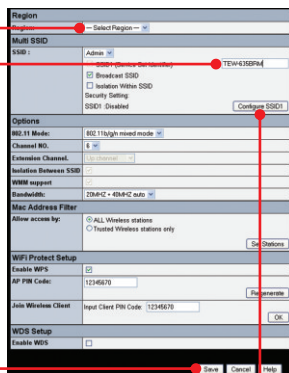 Region
Region: -- Select Region --
Multi SSID
SSID : Admin
SSID1 (Service Set Identifier) TEW-635BRM
Broadcast SSID
Isolation Within SSID
Security Setting:
SSID1 :Disabled Configure SSID1
Options
802.11 Mode: 802.11b/g/n mixed mode
Channel NO. 6
Extension Channel. Up channel
Isolation Between SSID
WMM support
Bandwidth: 20MHZ + 40MHZ auto
Mac Address Filter
Allow access by: ALL Wireless stations
Trusted Wireless stations only
Set Stations
WiFi Protect Setup
Enable WPS
AP PIN Code: 12345670
Regenerate
Join Wireless Client Input Client PIN Code: 12345670
OK
WDS Setup
Enable WDS
Save Cancel Help